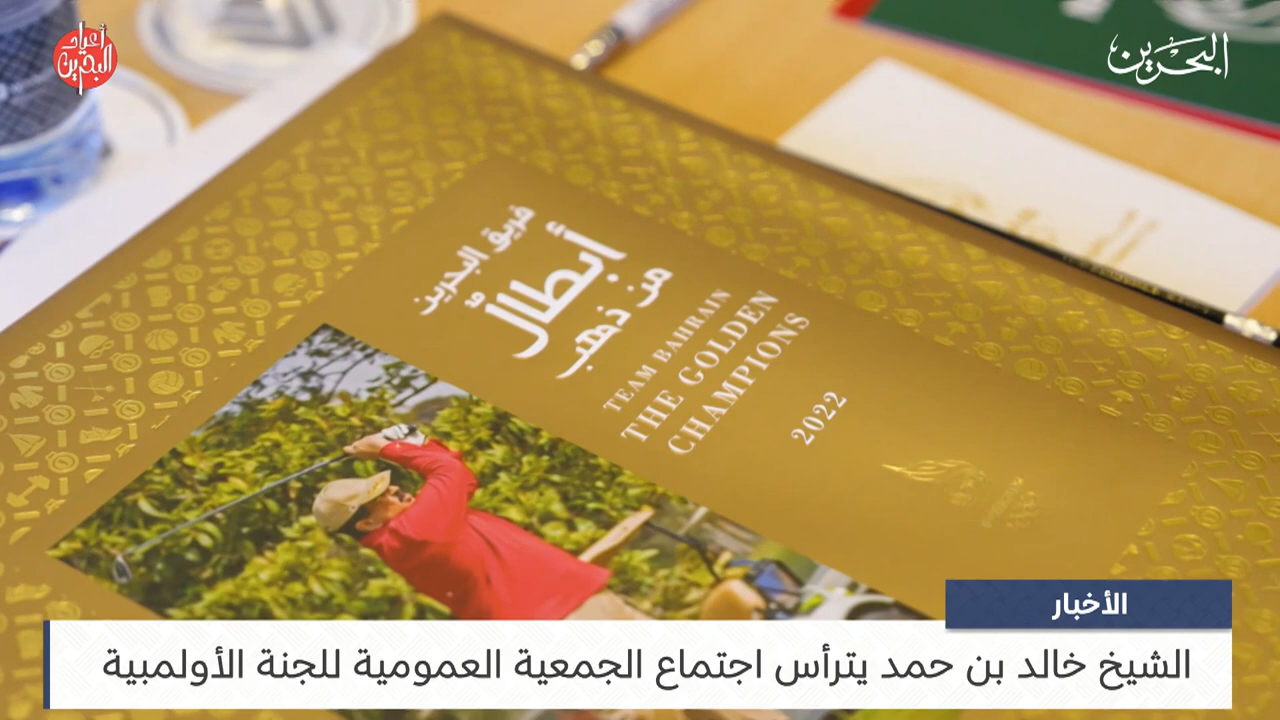 أعياد
البحرين
البحرين
فريق البحرين
أبطالٌ
من ذهب
TEAM BAHRAIN
THE GOLDEN
CHAMPIONS
2022
الأخبار
الشيخ خالد بن حمد يترأس اجتماع الجمعية العمومية للجنة الأولمبية